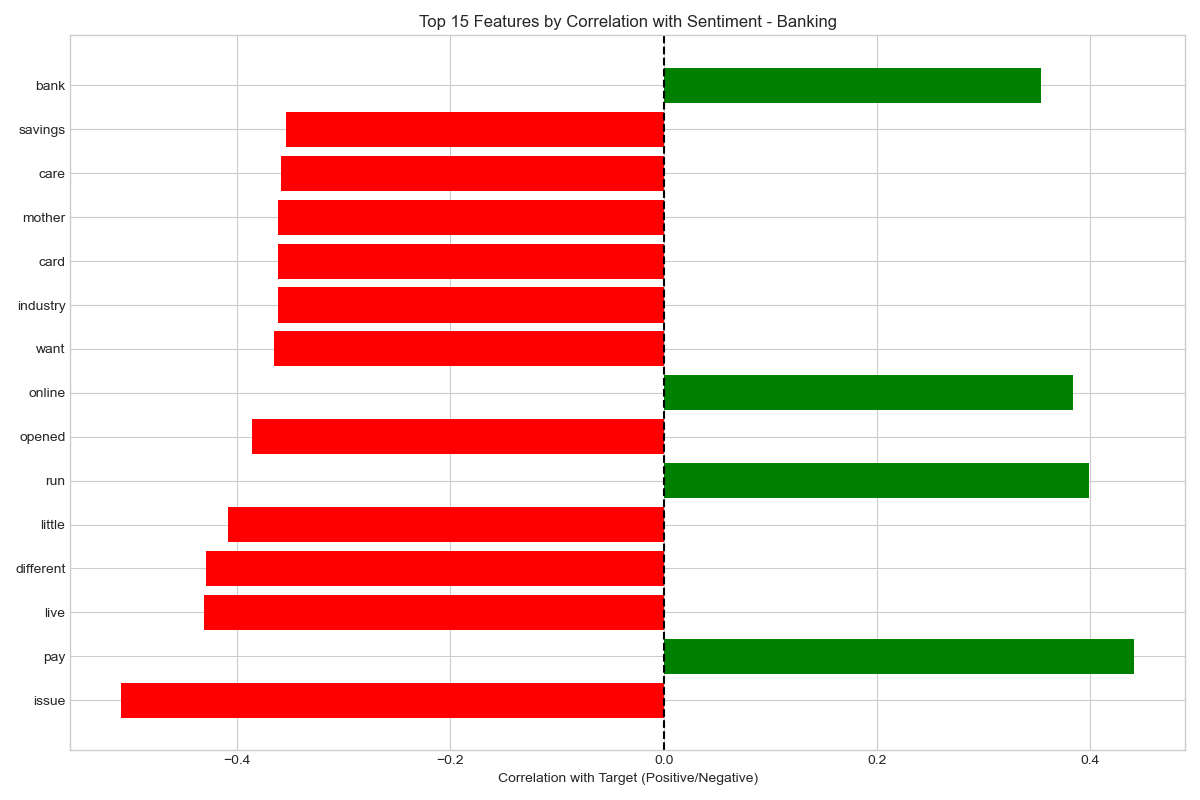 Top 15 Features by Correlation with Sentiment - Banking
bank
savings
care
mother
card
industry
want
online
opened
run
little
different
live
pay
issue
−0.4
−0.2
0.0
0.2
0.4
Correlation with Target (Positive/Negative)